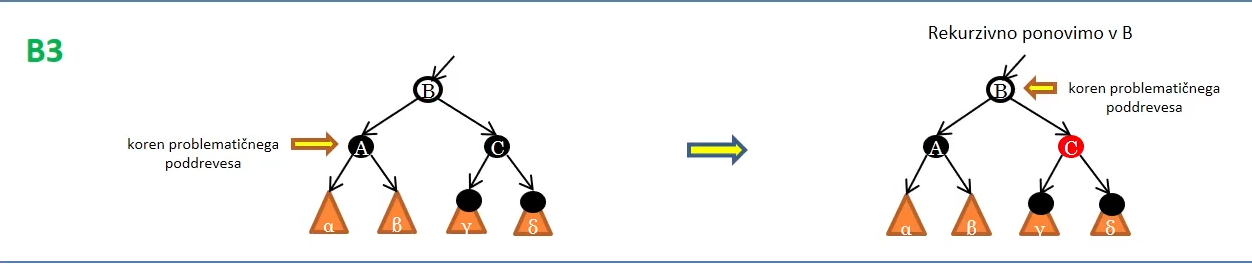 B3
Rekurzivno ponovimo v B
B
B
koren problematičnega
poddrevesa
koren problematičnega
poddrevesa
A
C
A
C
α
β
γ
δ
α
β
γ
δ